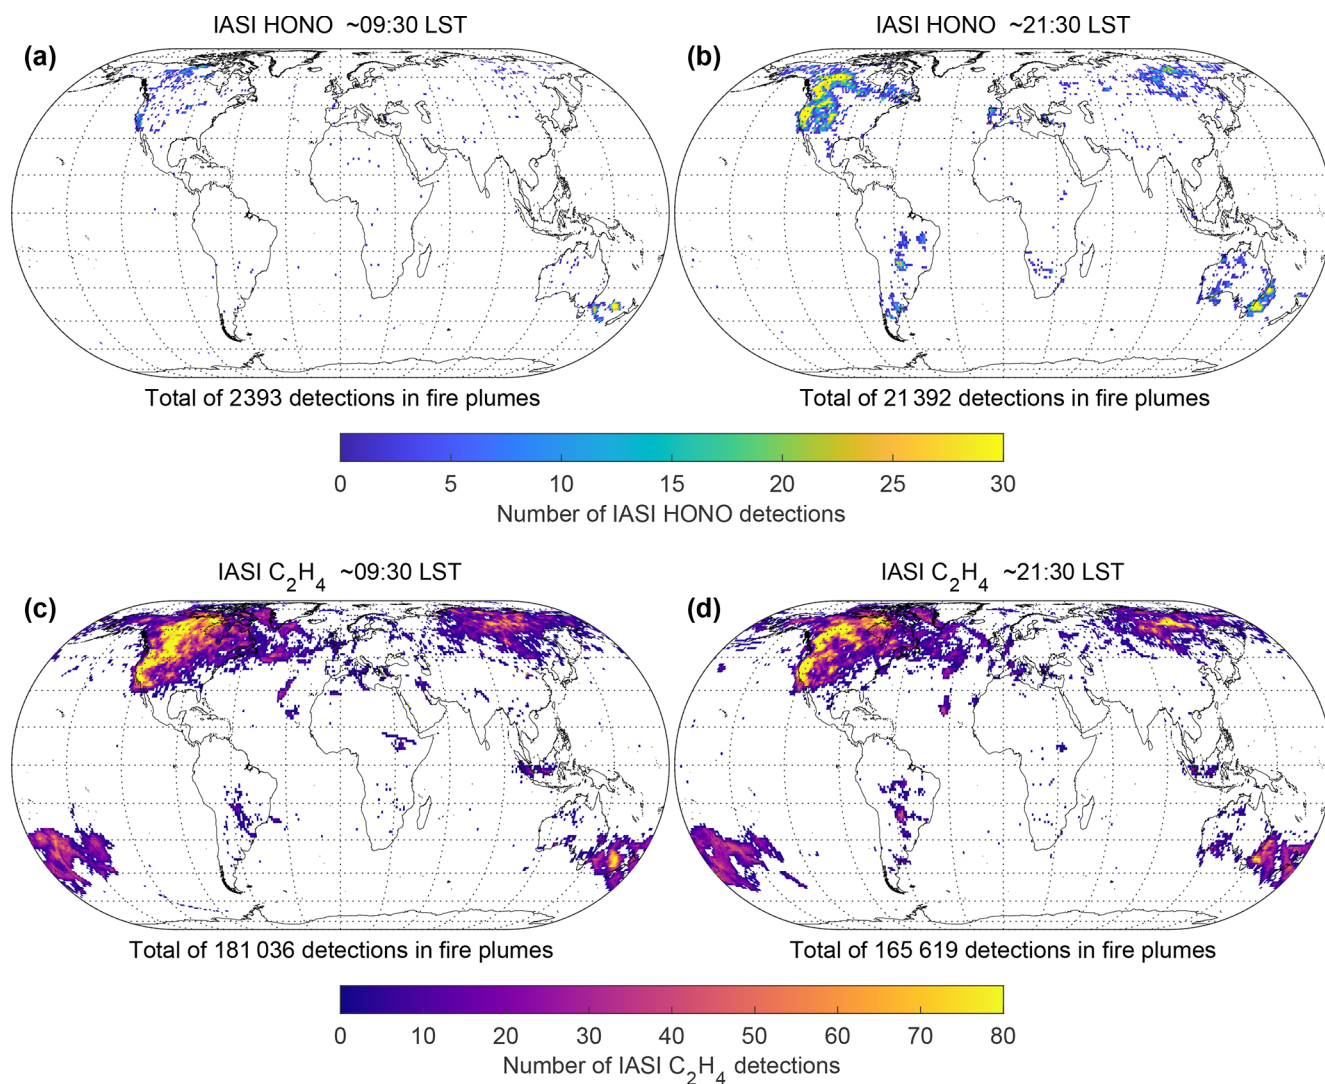 IASI HONO ~09:30 LST
IASI HONO ~21:30 LST
(a)
(b)
Total of 2393 detections in fire plumes
Total of 21 392 detections in fire plumes
0 5 10 15 20 25 30
Number of IASI HONO detections
IASI C₂H₄ ~09:30 LST
IASI C₂H₄ ~21:30 LST
(c)
(d)
Total of 181 036 detections in fire plumes
Total of 165 619 detections in fire plumes
0 10 20 30 40 50 60 70 80
Number of IASI C₂H₄ detections